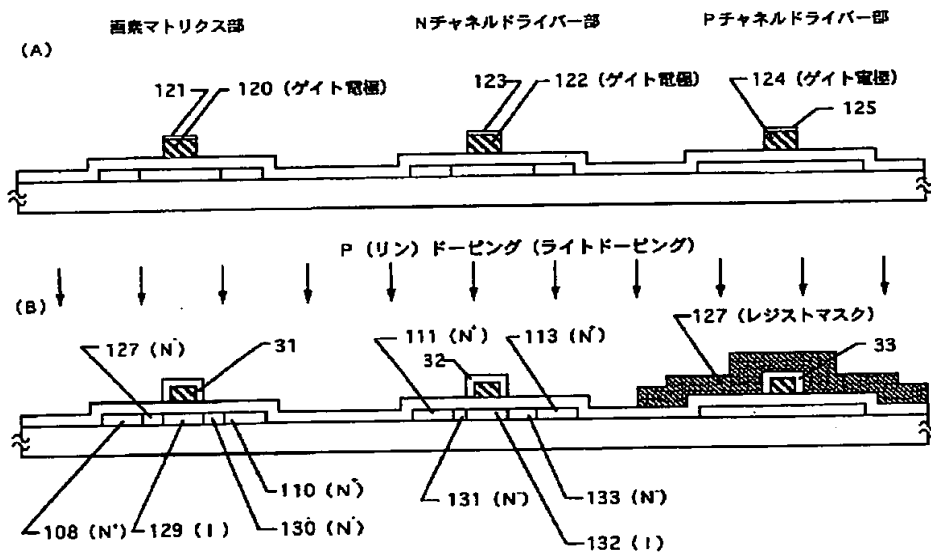 画素マトリクス部 Nチャネルドライバー部 Pチャネルドライバー部
(A)
121 120(ゲイト電極) 123 122(ゲイト電極) 124(ゲイト電極)
125
P(リン)ドーピング(ライトドーピング)
(B)
127(レジストマスク)
127(N⁻) 31 111(N⁺) 32 113(N⁺) 33
108(N⁺) 129(I) 130(N⁻) 110(N⁺) 131(N⁻) 132(I) 133(N⁻)